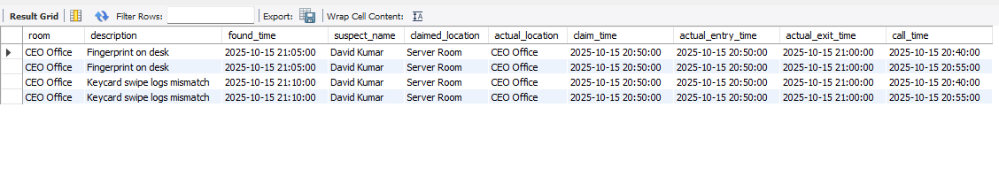 Result Grid Filter Rows: Export: Wrap Cell Content:
room description found_time suspect_name claimed_location actual_location claim_time actual_entry_time actual_exit_time call_time
CEO Office Fingerprint on desk 2025-10-15 21:05:00 David Kumar Server Room CEO Office 2025-10-15 20:50:00 2025-10-15 20:50:00 2025-10-15 21:00:00 2025-10-15 20:40:00
CEO Office Fingerprint on desk 2025-10-15 21:05:00 David Kumar Server Room CEO Office 2025-10-15 20:50:00 2025-10-15 20:50:00 2025-10-15 21:00:00 2025-10-15 20:55:00
CEO Office Keycard swipe logs mismatch 2025-10-15 21:10:00 David Kumar Server Room CEO Office 2025-10-15 20:50:00 2025-10-15 20:50:00 2025-10-15 21:00:00 2025-10-15 20:40:00
CEO Office Keycard swipe logs mismatch 2025-10-15 21:10:00 David Kumar Server Room CEO Office 2025-10-15 20:50:00 2025-10-15 20:50:00 2025-10-15 21:00:00 2025-10-15 20:55:00